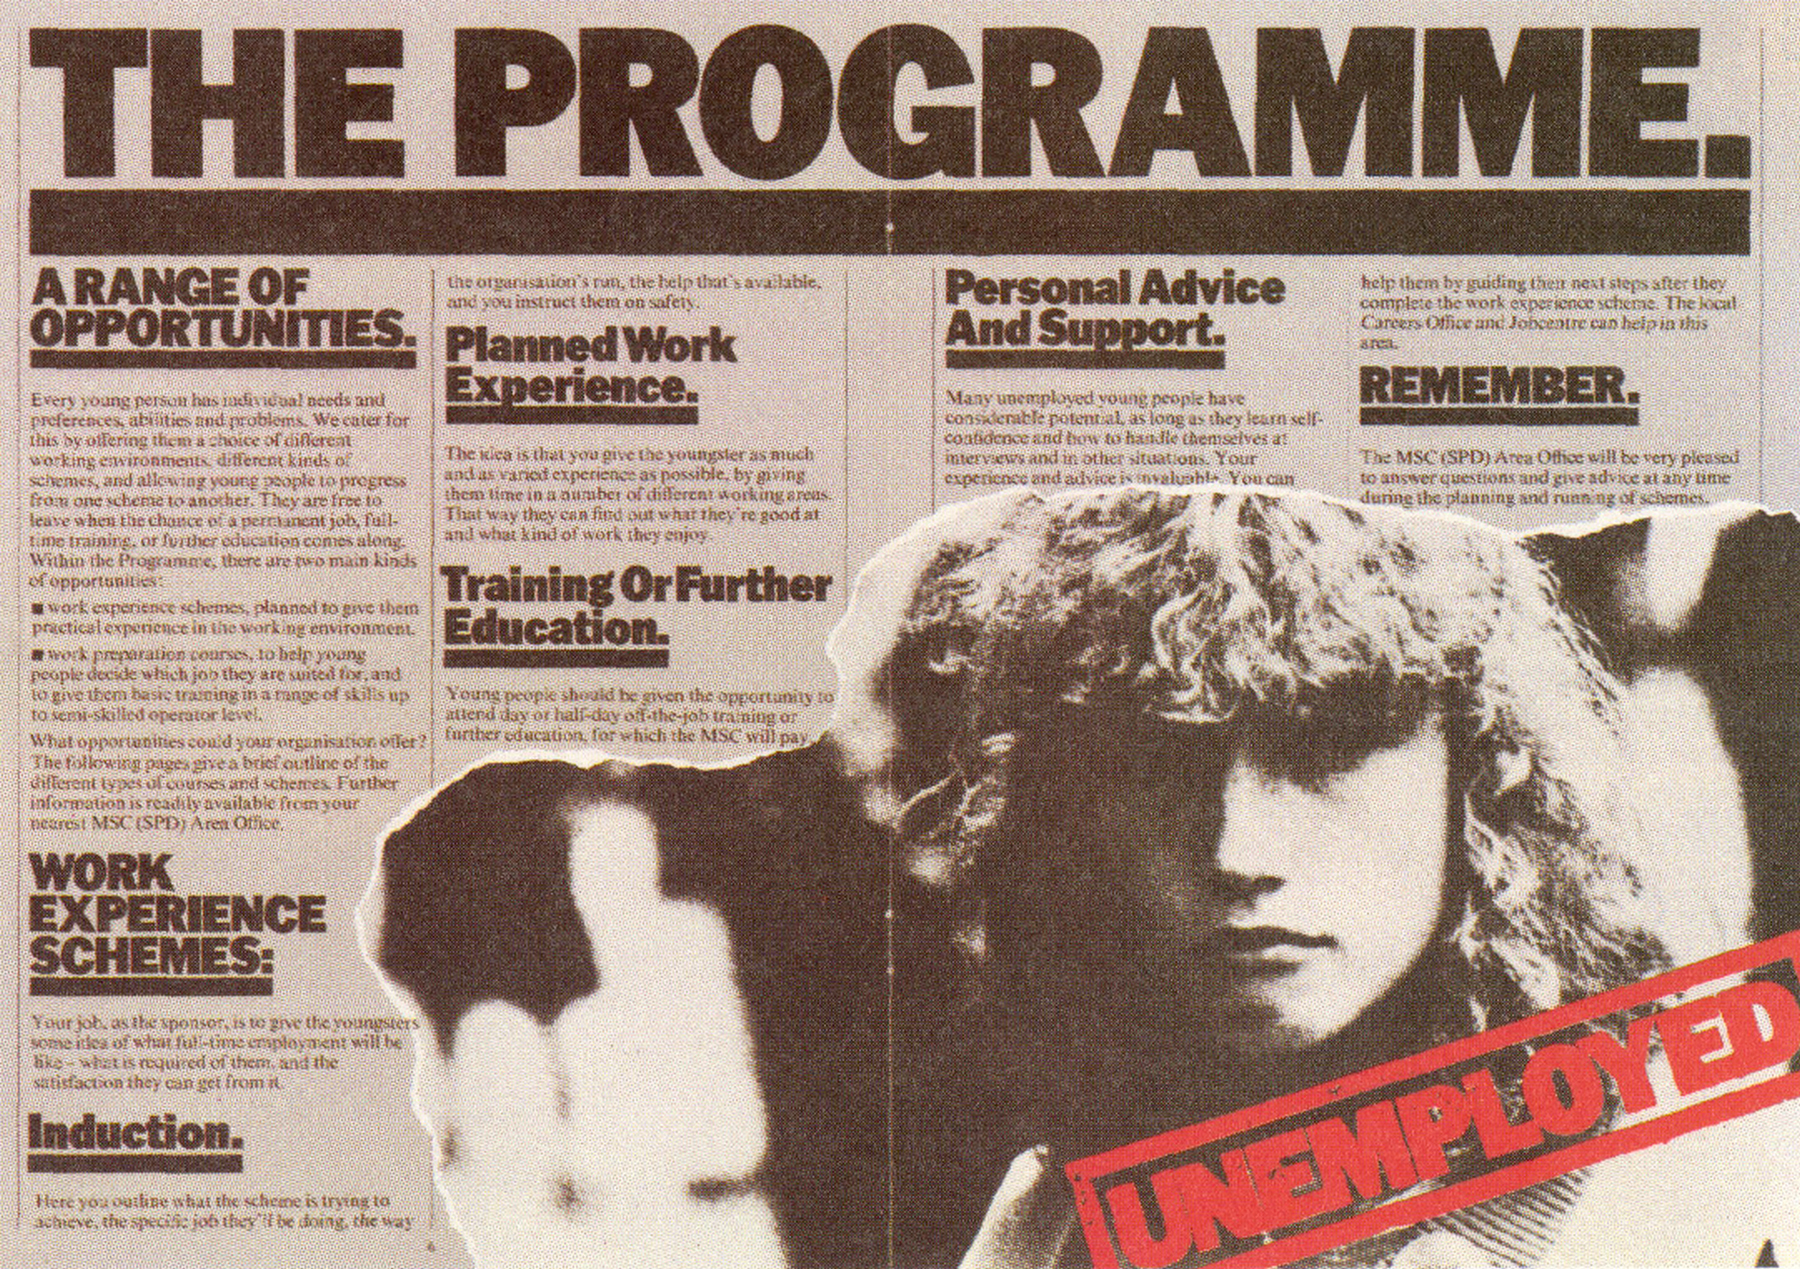 THE PROGRAMME.
A RANGE OF
OPPORTUNITIES.
Every young person has individual needs and
preferences, abilities and problems. We cater for
this by offering them a choice of different
working environments, different kinds of
schemes, and allowing young people to progress
from one scheme to another. They are free to
leave when the chance of a permanent job, full-
time training, or further education comes along.
Within the Programme, there are two main kinds
of opportunities:
■ work experience schemes, planned to give them
practical experience in the working environment.
■ work preparation courses, to help young
people decide which job they are suited for, and
to give them basic training in a range of skills up
to semi-skilled operator level.
What opportunities could your organisation offer?
The following pages give a brief outline of the
different types of courses and schemes. Further
information is readily available from your
nearest MSC (SPD) Area Office.
WORK
EXPERIENCE
SCHEMES:
Your job, as the sponsor, is to give the youngsters
some idea of what full-time employment will be
like – what is required of them, and the
satisfaction they can get from it.
Induction.
Here you outline what the scheme is trying to
achieve, the specific job they'll be doing, the way
6
the organisation's run, the help that's available,
and you instruct them on safety.
Planned Work
Experience.
The idea is that you give the youngster as much
and as varied experience as possible, by giving
them time in a number of different working areas.
That way they can find out what they're good at
and what kind of work they enjoy.
Training Or Further
Education.
Young people should be given the opportunity to
attend day or half-day off-the-job training or
further education, for which the MSC will pay
Personal Advice
And Support.
Many unemployed young people have
considerable potential, as long as they learn self-
confidence and how to handle themselves at
interviews and in other situations. Your
experience and advice is invaluable. You can
help them by guiding their next steps after they
complete the work experience scheme. The local
Careers Office and Jobcentre can help in this
area.
REMEMBER.
The MSC (SPD) Area Office will be very pleased
to answer questions and give advice at any time
during the planning and running of schemes.
UNEMPLOYED